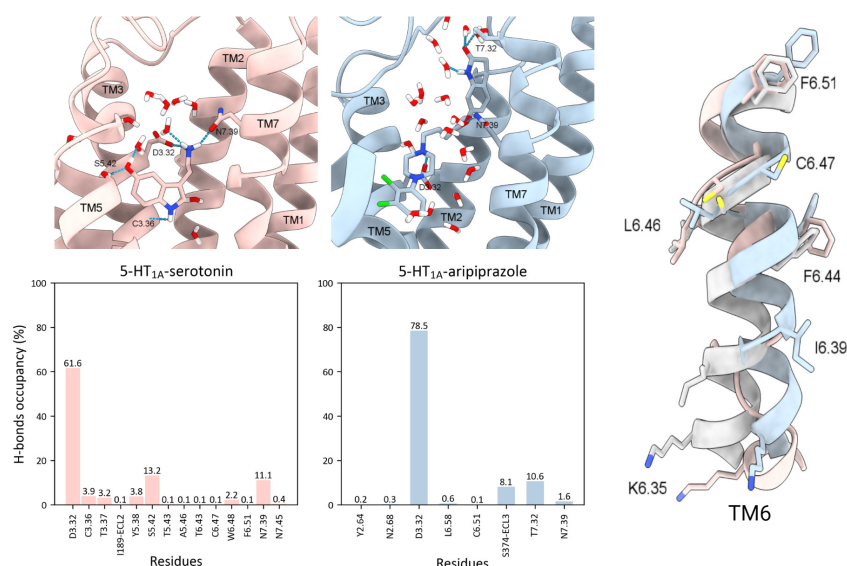 TM2
TM3
TM7
N7.39
D3.32
S5.42
TM5
C3.36
TM1
T7.32
TM3
N7.39
D3.32
TM7
TM2
TM1
TM5
F6.51
C6.47
L6.46
F6.44
I6.39
K6.35
TM6
5-HT1A-serotonin
H-bonds occupancy (%)
100
80
60
40
20
0
61.6
3.9
3.2
0.1
3.8
13.2
0.1
0.1
0.1
0.1
2.2
0.1
11.1
0.4
D3.32
C3.36
T3.37
I189-ECL2
Y5.38
S5.42
T5.43
A5.46
T6.43
C6.47
W6.48
F6.51
N7.39
N7.45
Residues
5-HT1A-aripiprazole
100
80
60
40
20
0
0.2
0.3
78.5
0.6
0.1
8.1
10.6
1.6
Y2.64
N2.68
D3.32
L6.58
C6.51
S374-ECL3
T7.32
N7.39
Residues